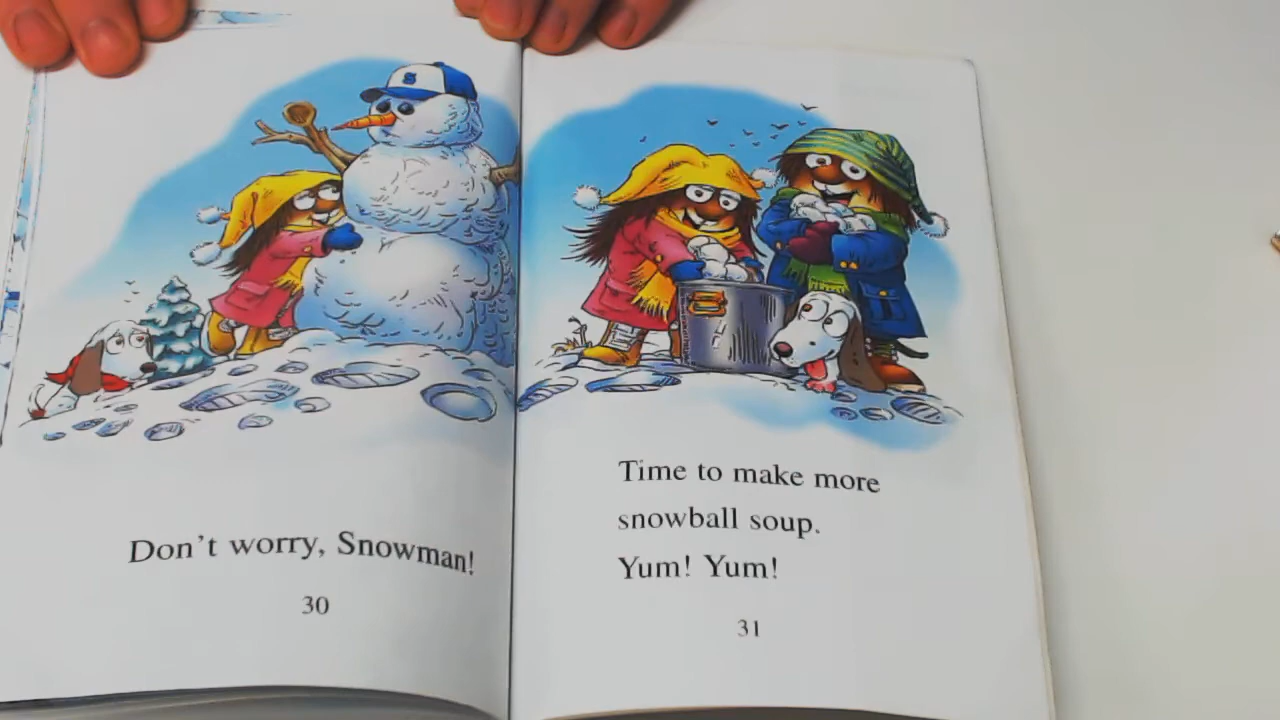 S
Don't worry, Snowman!
30
Time to make more
snowball soup.
Yum! Yum!
31